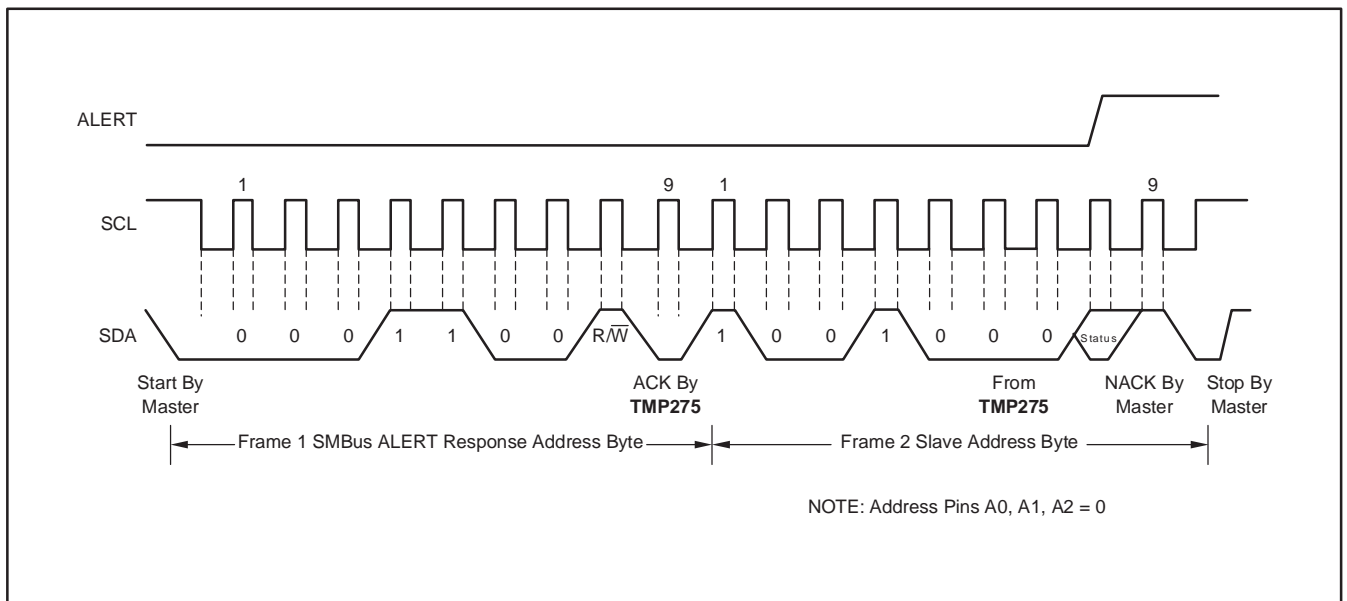 ALERT
1 9 1 9
SCL
SDA 0 0 0 1 1 0 0 R/W̅ 1 0 0 1 0 0 0 Status
Start By Master
ACK By TMP275
From TMP275
NACK By Master
Stop By Master
Frame 1 SMBus ALERT Response Address Byte
Frame 2 Slave Address Byte
NOTE: Address Pins A0, A1, A2 = 0